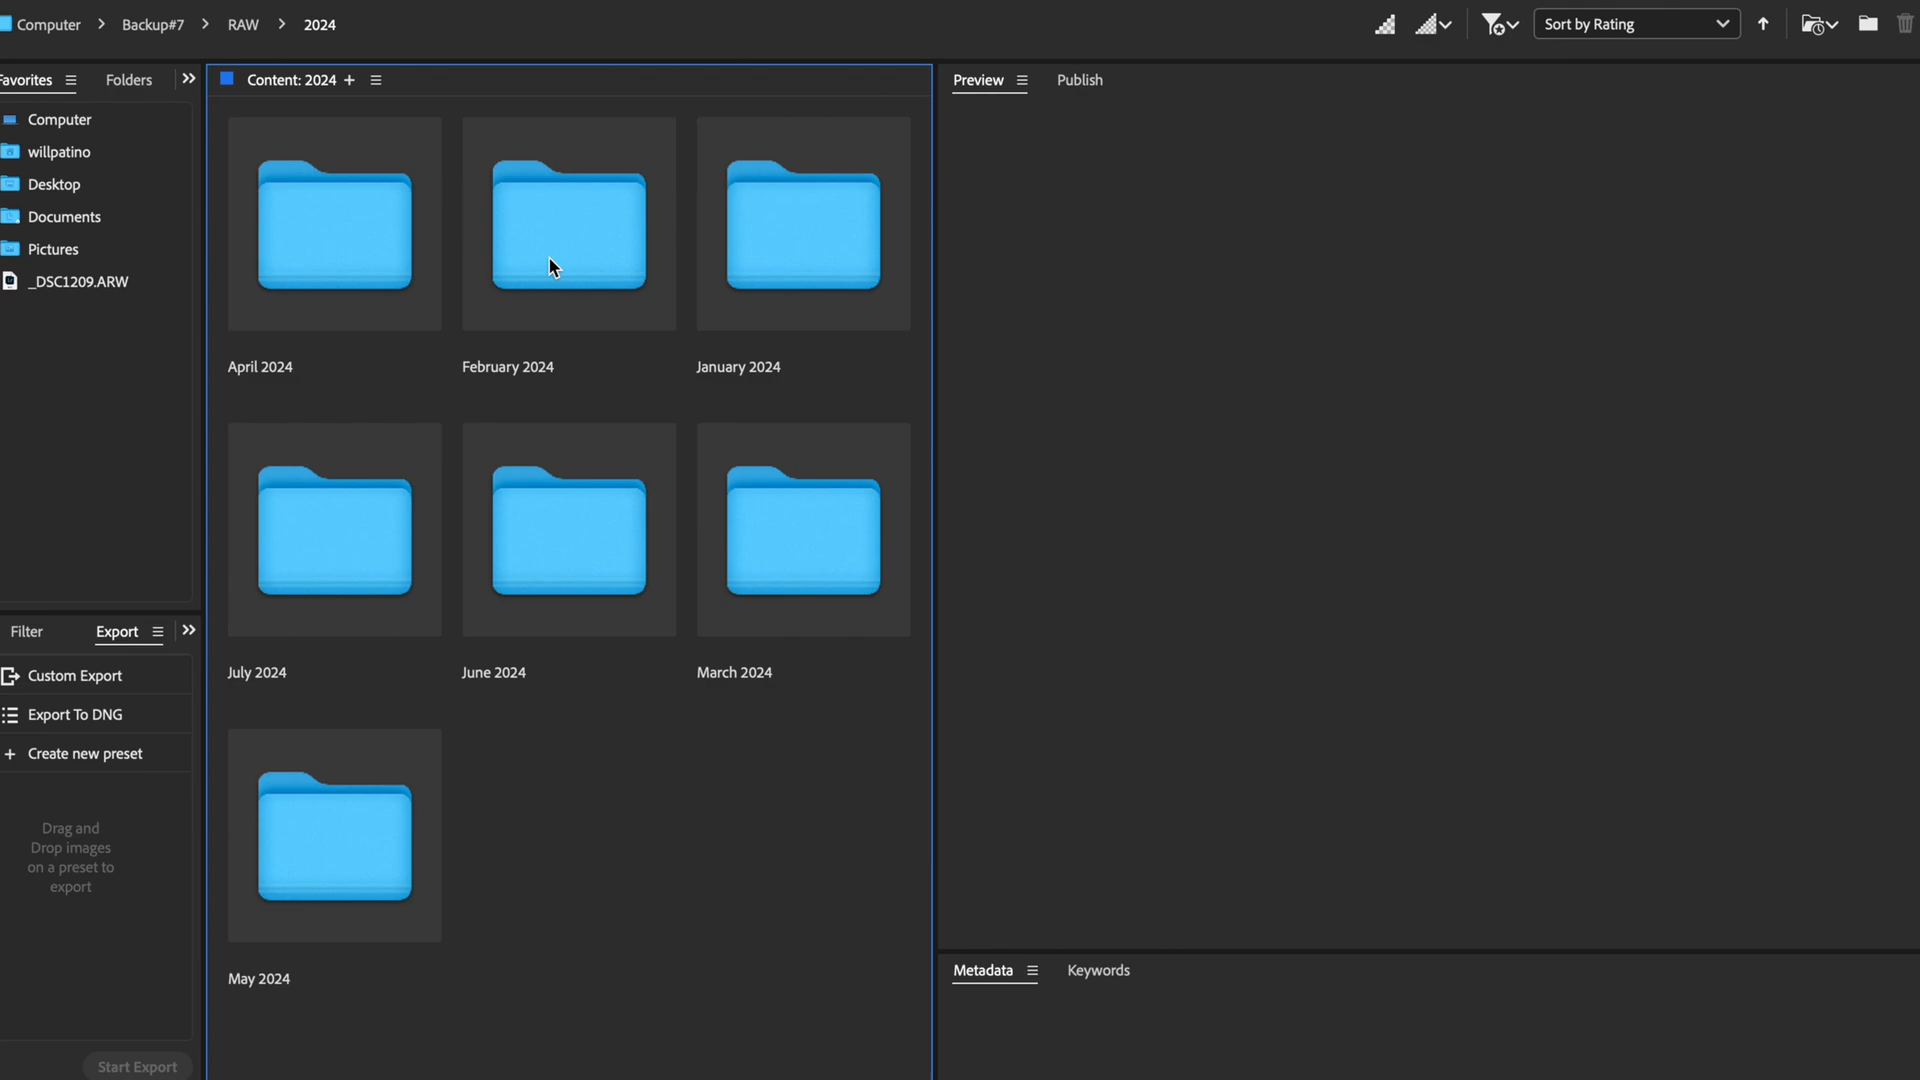 Computer > Backup#7 > RAW > 2024
Sort by Rating
Favorites
Folders
Computer
willpatino
Desktop
Documents
Pictures
_DSC1209.ARW
Content: 2024 +
April 2024
February 2024
January 2024
July 2024
June 2024
March 2024
May 2024
Filter
Export
Custom Export
Export To DNG
+ Create new preset
Drag and
Drop images
on a preset to
export
Start Export
Preview
Publish
Metadata
Keywords